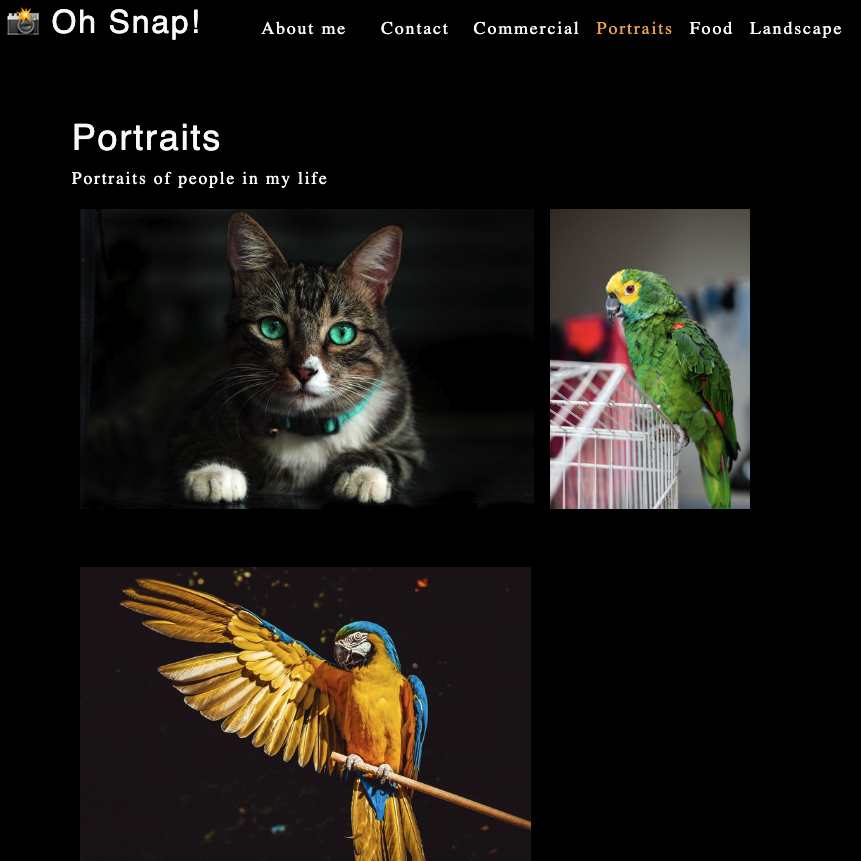 📸 Oh Snap!
About me Contact Commercial Portraits Food Landscape
Portraits
Portraits of people in my life